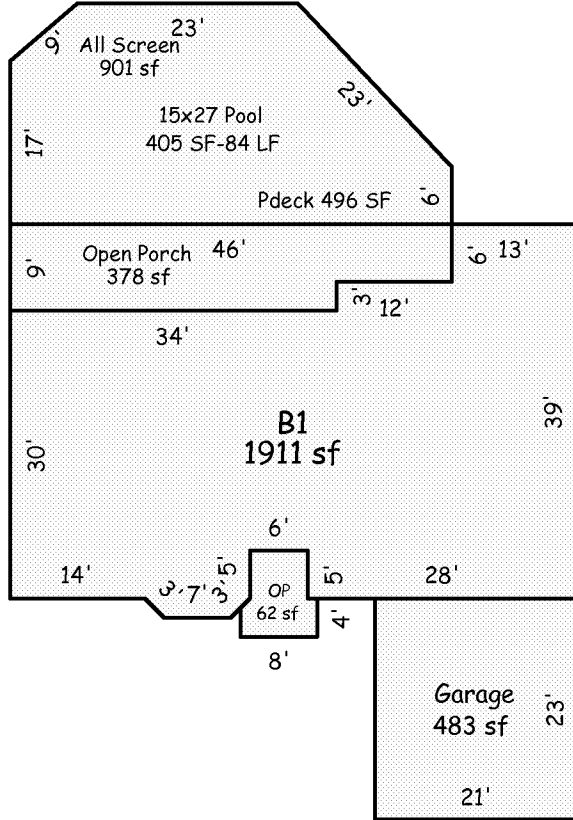 23'
9'
All Screen
901 sf
23'
15x27 Pool
405 SF-84 LF
17'
Pdeck 496 SF
6'
Open Porch
378 sf
46'
6'
13'
9'
3'
12'
34'
39'
B1
1911 sf
30'
6'
14'
3'
7'
3'
5'
OP
62 sf
5'
28'
4'
8'
Garage
483 sf
23'
21'